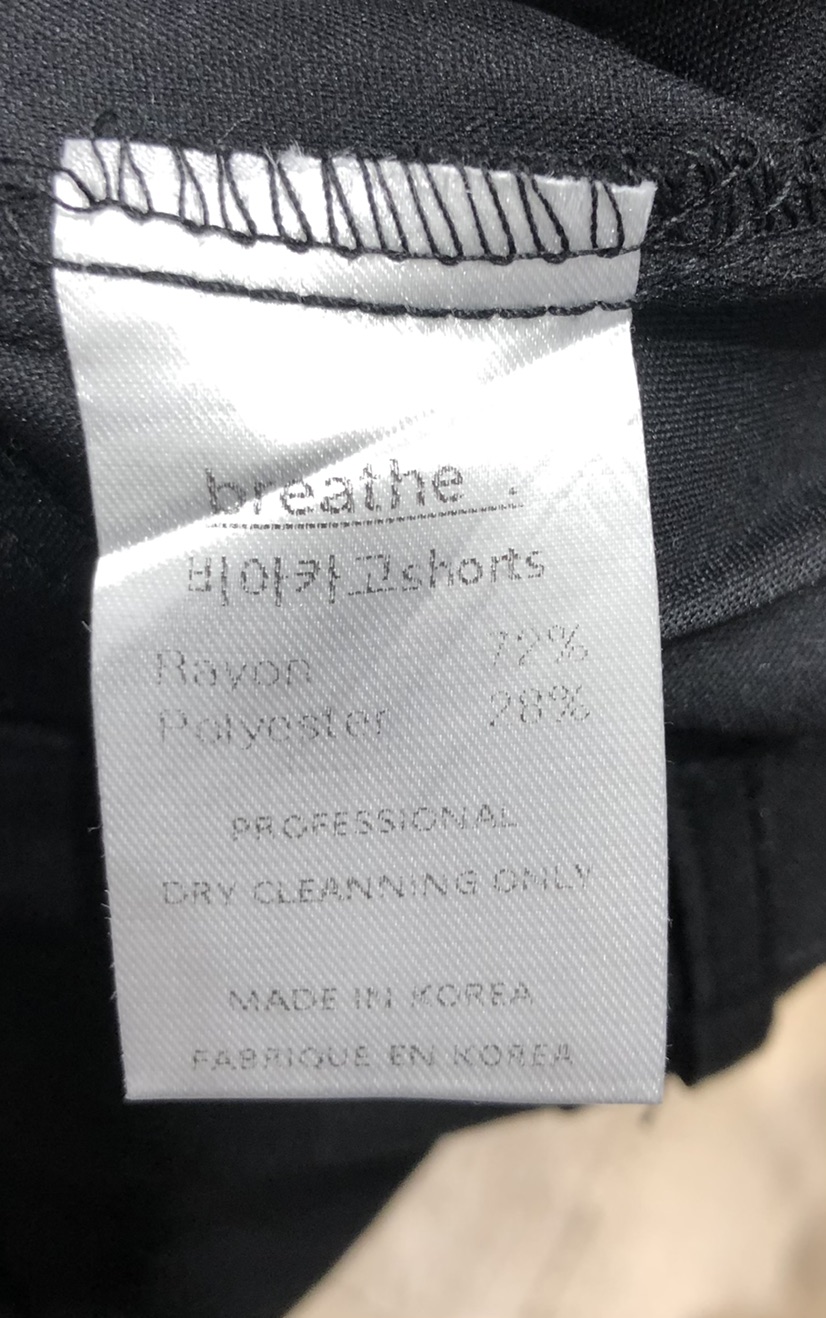 breathe .
비아카고shorts
Rayon 72%
Polyester 28%
PROFESSIONAL
DRY CLEANNING ONLY
MADE IN KOREA
FABRIQUE EN KOREA